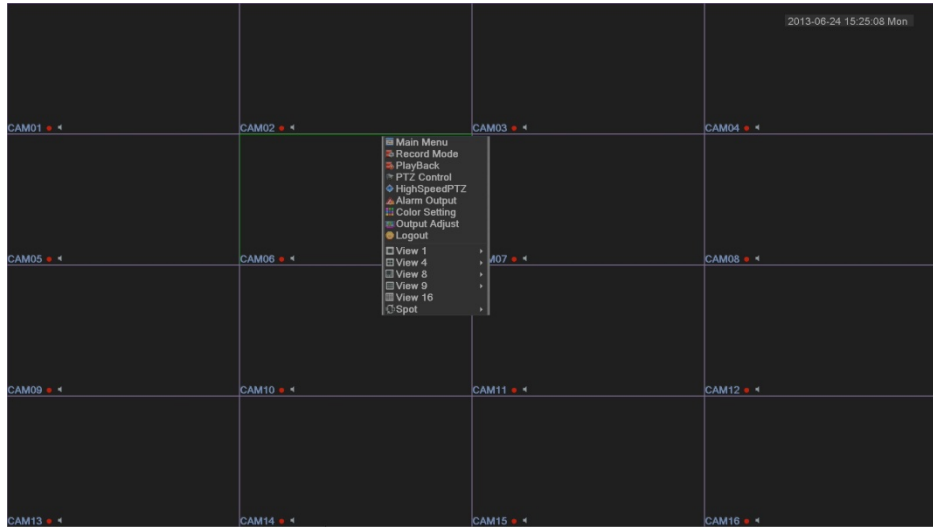 2013-06-24 15:25:08 Mon
CAM01
CAM02
CAM03
CAM04
Main Menu
Record Mode
PlayBack
PTZ Control
HighSpeedPTZ
Alarm Output
Color Setting
Output Adjust
Logout
View 1
View 4
View 8
View 9
View 16
Spot
CAM05
CAM06
M07
CAM08
CAM09
CAM10
CAM11
CAM12
CAM13
CAM14
CAM15
CAM16